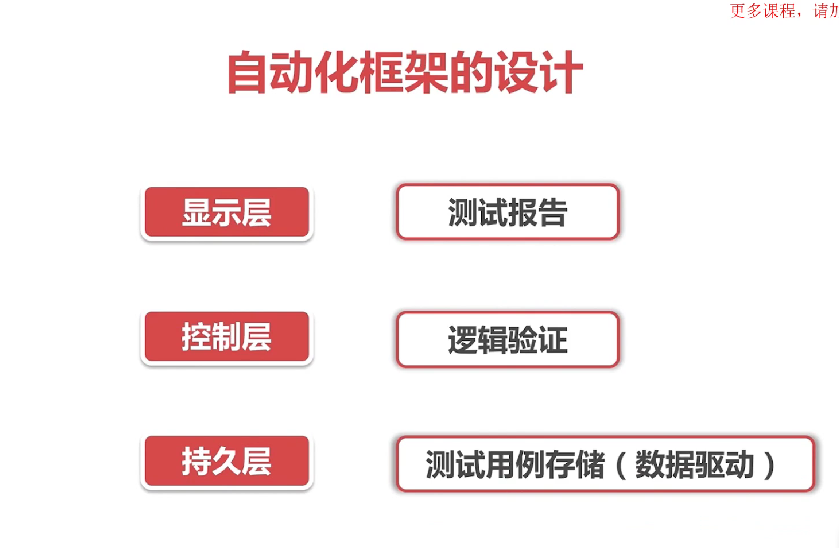 更多课程，请加
自动化框架的设计
显示层 测试报告
控制层 逻辑验证
持久层 测试用例存储（数据驱动）